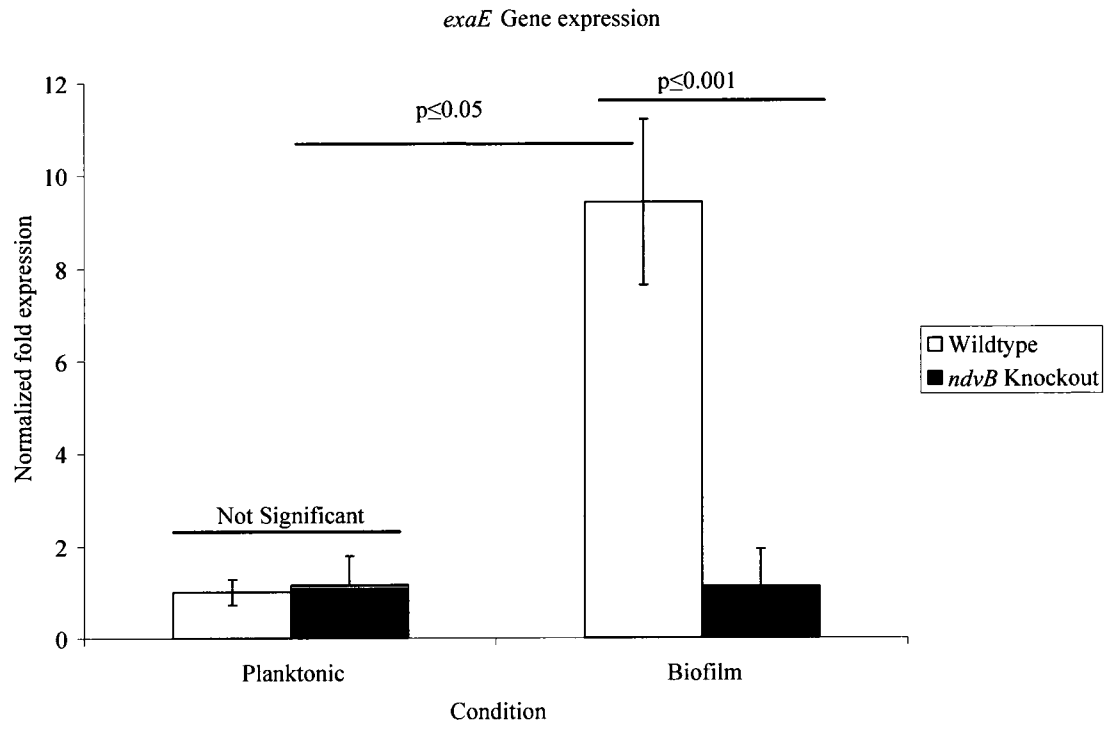 exaE Gene expression
p≤0.001
p≤0.05
Not Significant
12
10
8
6
4
2
0
Normalized fold expression
Planktonic
Biofilm
Condition
Wildtype
ndvB Knockout